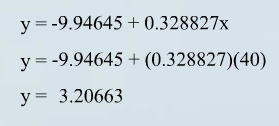 y = -9.94645 + 0.328827x
y = -9.94645 + (0.328827)(40)
y = 3.20663